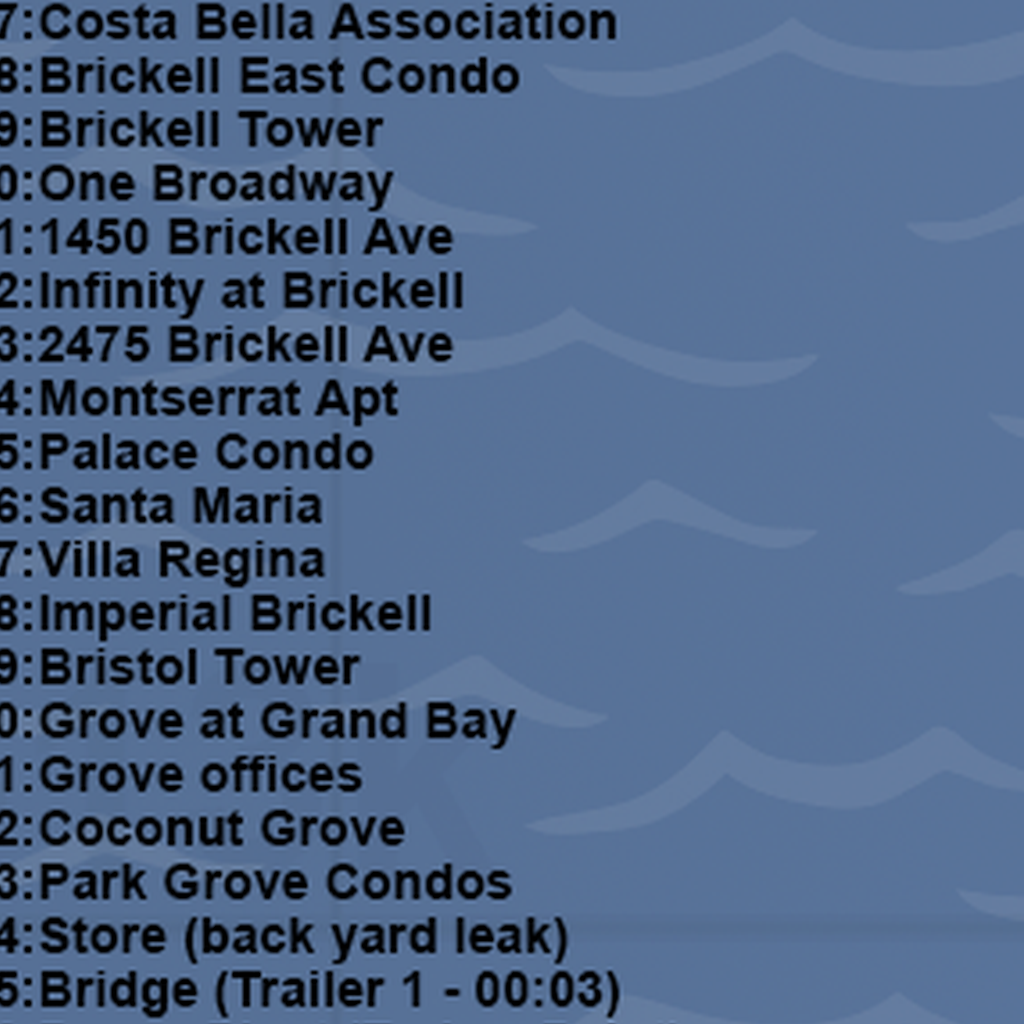 7:Costa Bella Association
8:Brickell East Condo
9:Brickell Tower
0:One Broadway
1:1450 Brickell Ave
2:Infinity at Brickell
3:2475 Brickell Ave
4:Montserrat Apt
5:Palace Condo
6:Santa Maria
7:Villa Regina
8:Imperial Brickell
9:Bristol Tower
0:Grove at Grand Bay
1:Grove offices
2:Coconut Grove
3:Park Grove Condos
4:Store (back yard leak)
5:Bridge (Trailer 1 - 00:03)